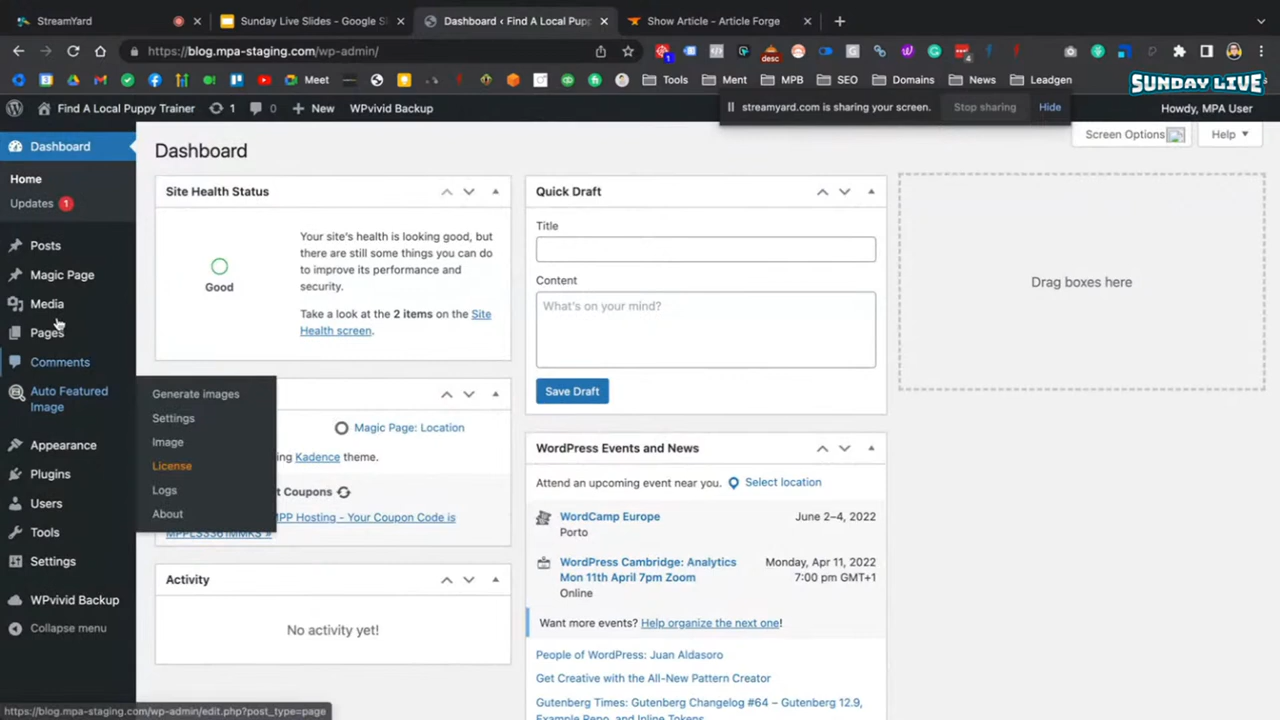 StreamYard
Sunday Live Slides - Google S
Dashboard ‹ Find A Local Pupp
Show Article - Article Forge
https://blog.mpa-staging.com/wp-admin/
Meet
Tools
Ment
MPB
SEO
Domains
News
Leadgen
SUNDAY LIVE
Find A Local Puppy Trainer
1
0
New
WPvivid Backup
streamyard.com is sharing your screen.
Stop sharing
Hide
Howdy, MPA User
Screen Options
Help
Dashboard
Home
Updates 1
Posts
Magic Page
Media
Pages
Comments
Auto Featured
Image
Appearance
Plugins
Users
Tools
Settings
WPvivid Backup
Collapse menu
Generate images
Settings
Image
License
Logs
About
Dashboard
Site Health Status
Good
Your site's health is looking good, but
there are still some things you can do
to improve its performance and
security.
Take a look at the 2 items on the Site
Health screen.
Magic Page: Location
ing Kadence theme.
t Coupons
MPP Hosting - Your Coupon Code is
Activity
No activity yet!
Quick Draft
Title
Content
What's on your mind?
Save Draft
WordPress Events and News
Attend an upcoming event near you.
Select location
WordCamp Europe
June 2–4, 2022
Porto
WordPress Cambridge: Analytics
Monday, Apr 11, 2022
Mon 11th April 7pm Zoom
7:00 pm GMT+1
Online
Want more events? Help organize the next one!
People of WordPress: Juan Aldasoro
Get Creative with the All-New Pattern Creator
Gutenberg Times: Gutenberg Changelog #64 – Gutenberg 12.9,
Example Repo, and Inline Tokens
Drag boxes here
https://blog.mpa-staging.com/wp-admin/edit.php?post_type=page